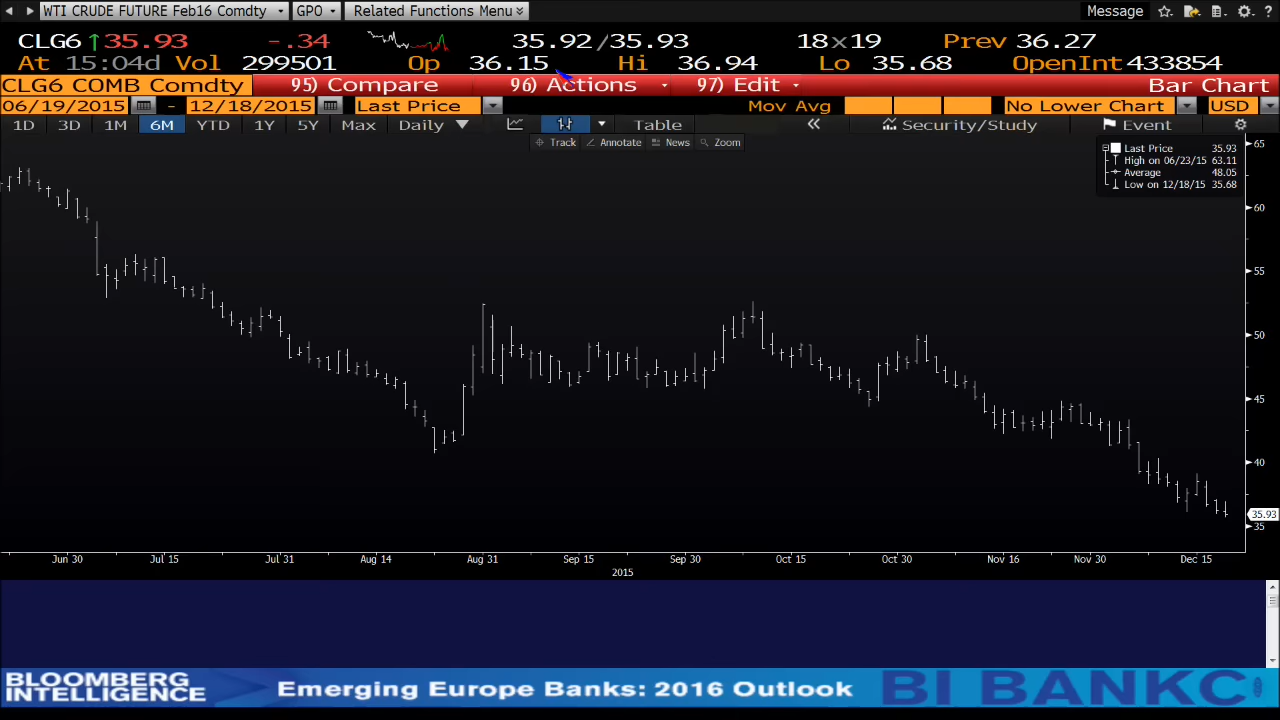 WTI CRUDE FUTURE Feb16 Comdty GPO Related Functions Menu Message ?
CLG6 ↑35.93 -.34 35.92/35.93 18x19 Prev 36.27
At 15:04d Vol 299501 Op 36.15 Hi 36.94 Lo 35.68 OpenInt 433854
CLG6 COMB Comdty 95) Compare 96) Actions 97) Edit Bar Chart
06/19/2015 - 12/18/2015 Last Price Mov Avg No Lower Chart USD
1D 3D 1M 6M YTD 1Y 5Y Max Daily Table Security/Study Event
Track Annotate News Zoom
Last Price 35.93
High on 06/23/15 63.11
Average 48.05
Low on 12/18/15 35.68
65
60
55
50
45
40
35.93
35
Jun 30 Jul 15 Jul 31 Aug 14 Aug 31 Sep 15 Sep 30 Oct 15 Oct 30 Nov 16 Nov 30 Dec 15
2015
BLOOMBERG INTELLIGENCE
Emerging Europe Banks: 2016 Outlook
BI BANKC